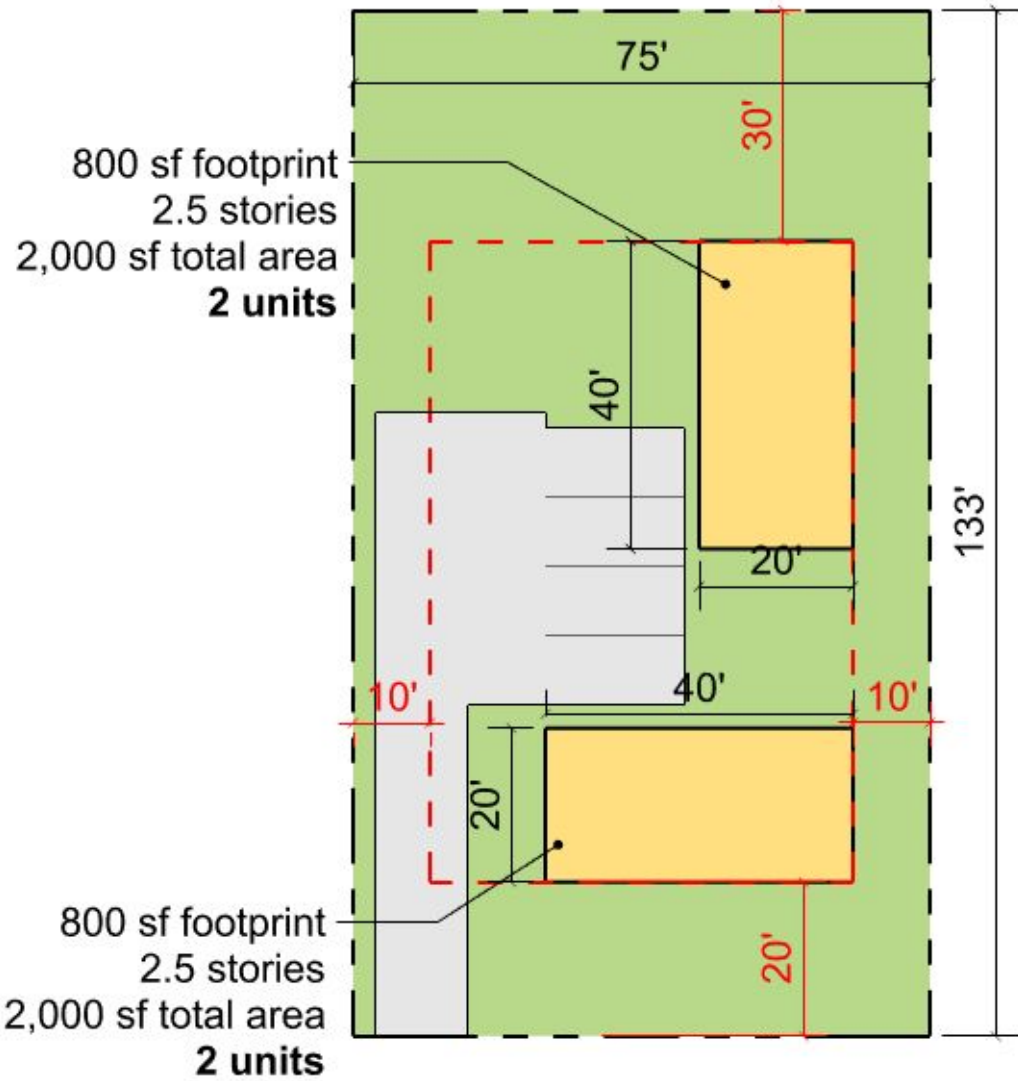 75'
30'
800 sf footprint
2.5 stories
2,000 sf total area
2 units
40'
133'
20'
10'
40'
10'
20'
800 sf footprint
2.5 stories
2,000 sf total area
2 units
20'